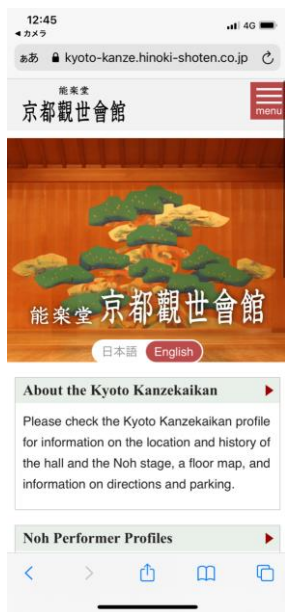 12:45
4G
◀ カメラ
ぁあ kyoto-kanze.hinoki-shoten.co.jp
能楽堂
京都觀世會館
menu
能楽堂 京都觀世會館
日本語 English
About the Kyoto Kanzekaikan
Please check the Kyoto Kanzekaikan profile
for information on the location and history of
the hall and the Noh stage, a floor map, and
information on directions and parking.
Noh Performer Profiles